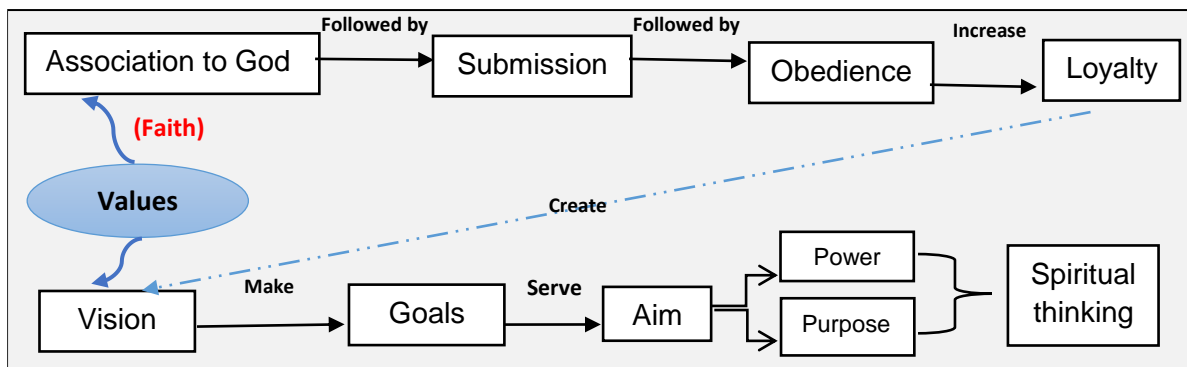 Followed by
Followed by
Increase
Association to God
Submission
Obedience
Loyalty
(Faith)
Values
Create
Power
Spiritual
thinking
Make
Serve
Vision
Goals
Aim
Purpose